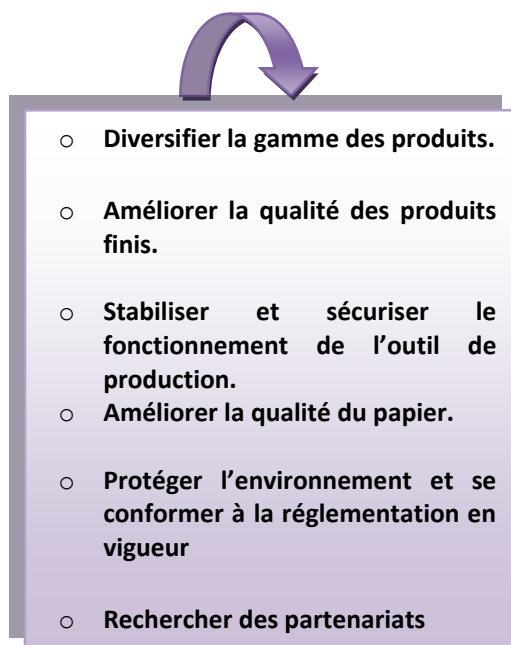 o Diversifier la gamme des produits.
o Améliorer la qualité des produits
finis.
o Stabiliser et sécuriser le
fonctionnement de l’outil de
production.
o Améliorer la qualité du papier.
o Protéger l’environnement et se
conformer à la réglementation en
vigueur
o Rechercher des partenariats